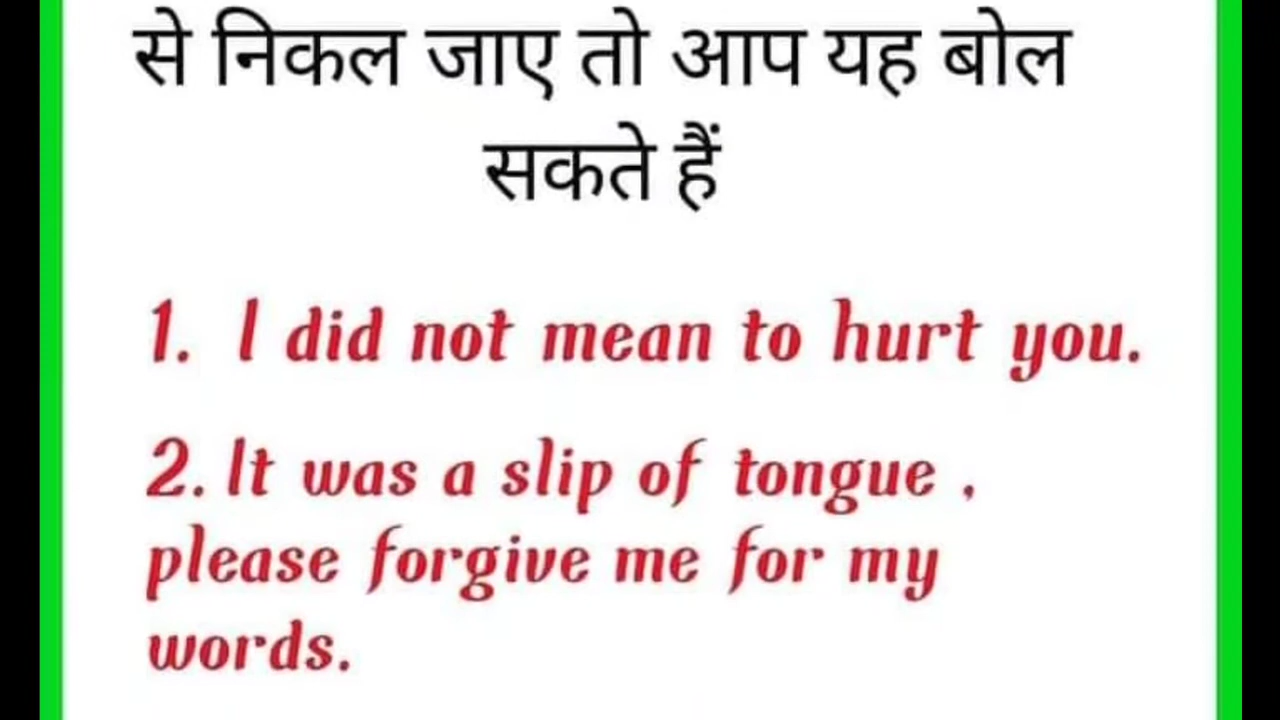 से निकल जाए तो आप यह बोल
सकते हैं
1. I did not mean to hurt you.
2. It was a slip of tongue ,
please forgive me for my
words.